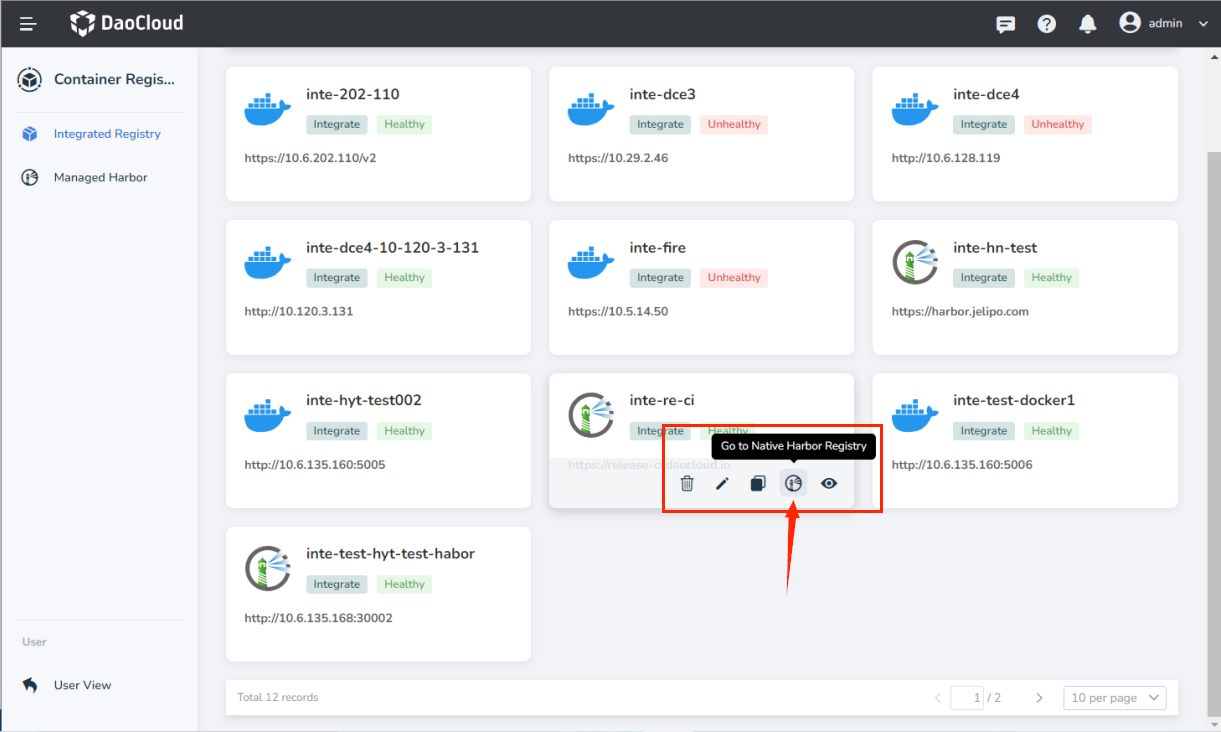 DaoCloud
admin
Container Regis...
Integrated Registry
Managed Harbor
inte-202-110
Integrate Healthy
https://10.6.202.110/v2
inte-dce3
Integrate Unhealthy
https://10.29.2.46
inte-dce4
Integrate Unhealthy
http://10.6.128.119
inte-dce4-10-120-3-131
Integrate Healthy
http://10.120.3.131
inte-fire
Integrate Unhealthy
https://10.5.14.50
inte-hn-test
Integrate Healthy
https://harbor.jelipo.com
inte-hyt-test002
Integrate Healthy
http://10.6.135.160:5005
inte-re-ci
Integrate Healthy
Go to Native Harbor Registry
inte-test-docker1
Integrate Healthy
http://10.6.135.160:5006
inte-test-hyt-test-habor
Integrate Healthy
http://10.6.135.168:30002
User
User View
Total 12 records
1 / 2
10 per page